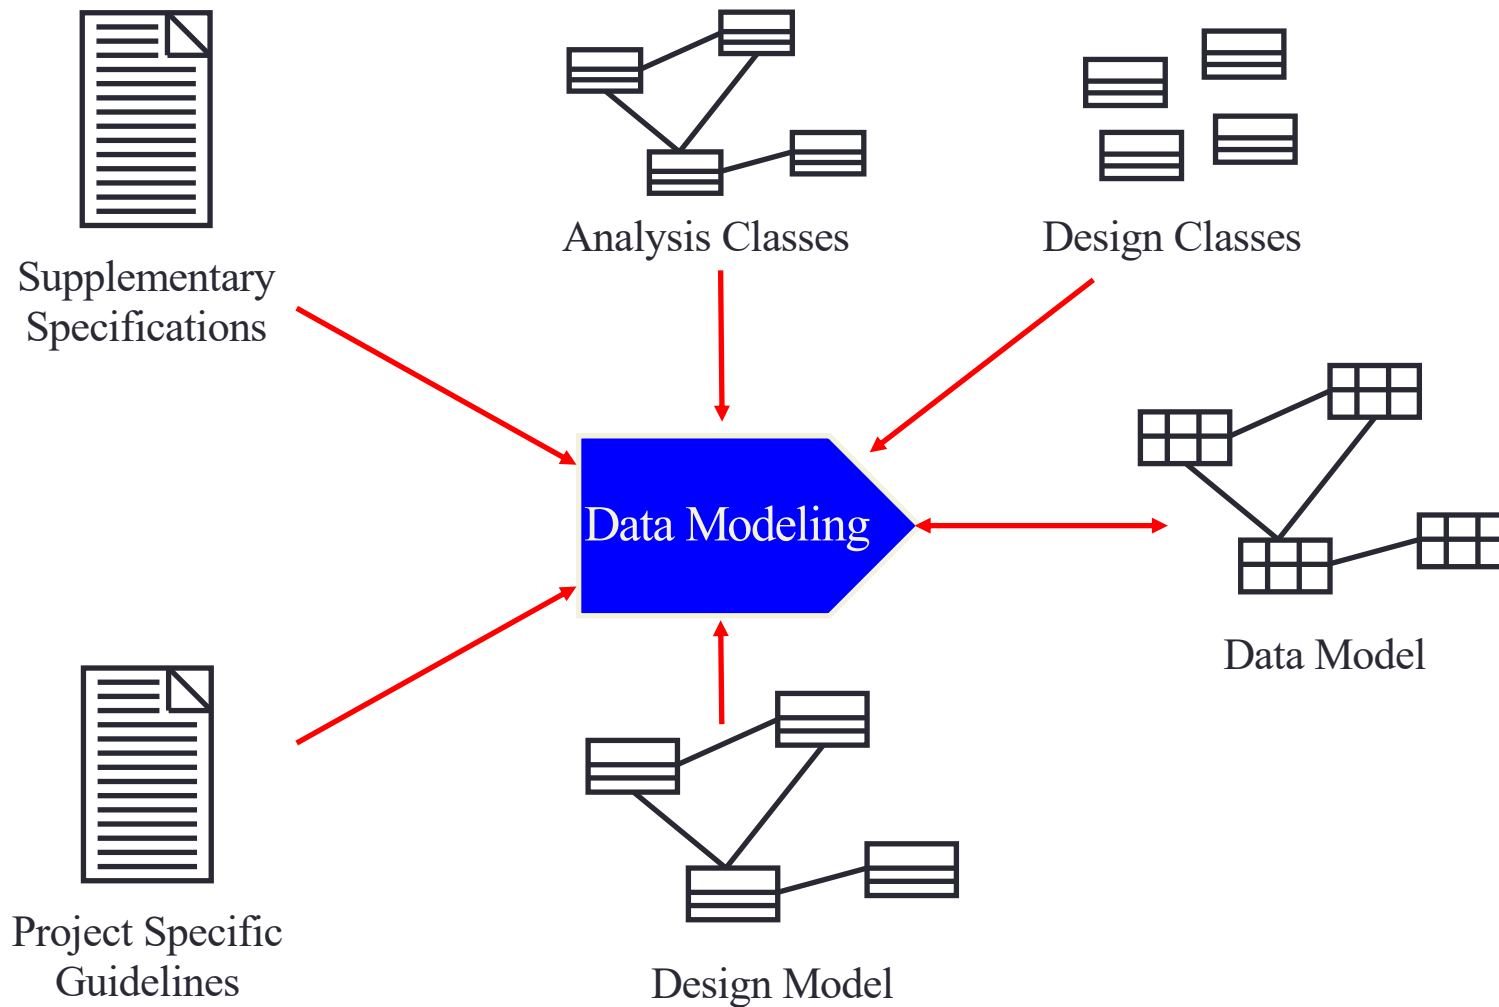 Analysis Classes
Design Classes
Supplementary
Specifications
Data Modeling
Data Model
Project Specific
Guidelines
Design Model